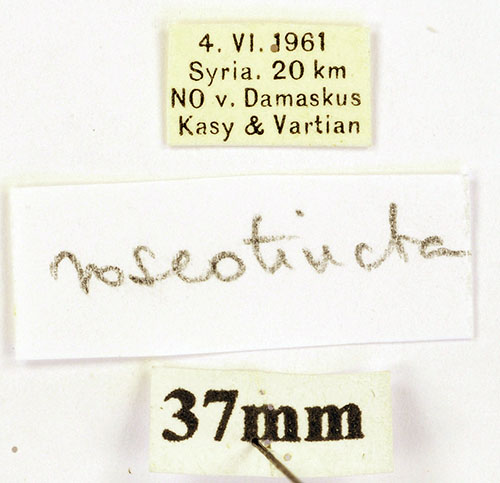 4. VI. 1961
Syria. 20 km
NO v. Damaskus
Kasy & Vartian
roseotincta
37mm